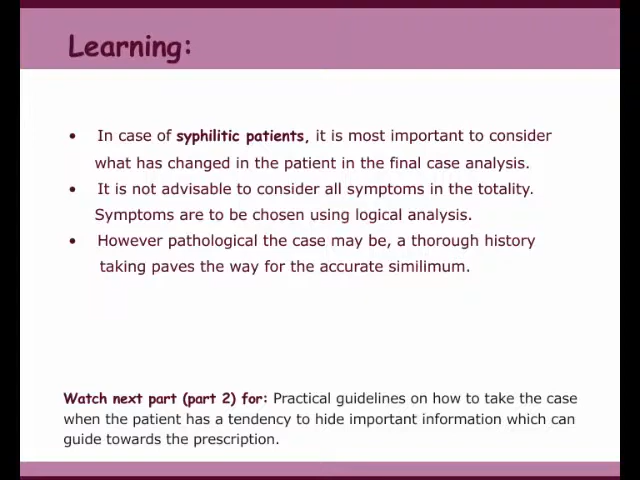 Learning:
• In case of syphilitic patients, it is most important to consider
what has changed in the patient in the final case analysis.
• It is not advisable to consider all symptoms in the totality.
Symptoms are to be chosen using logical analysis.
• However pathological the case may be, a thorough history
taking paves the way for the accurate similimum.
Watch next part (part 2) for: Practical guidelines on how to take the case
when the patient has a tendency to hide important information which can
guide towards the prescription.